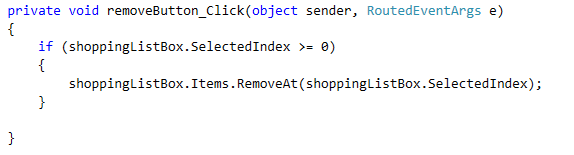 private void removeButton_Click(object sender, RoutedEventArgs e)
{
    if (shoppingListBox.SelectedIndex >= 0)
    {
        shoppingListBox.Items.RemoveAt(shoppingListBox.SelectedIndex);
    }

}